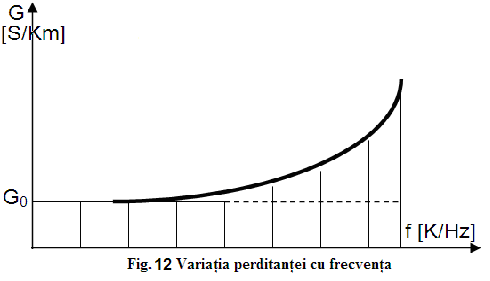 G
[S/Km]
G0
f [K/Hz]
Fig. 12 Variația perditanței cu frecvența